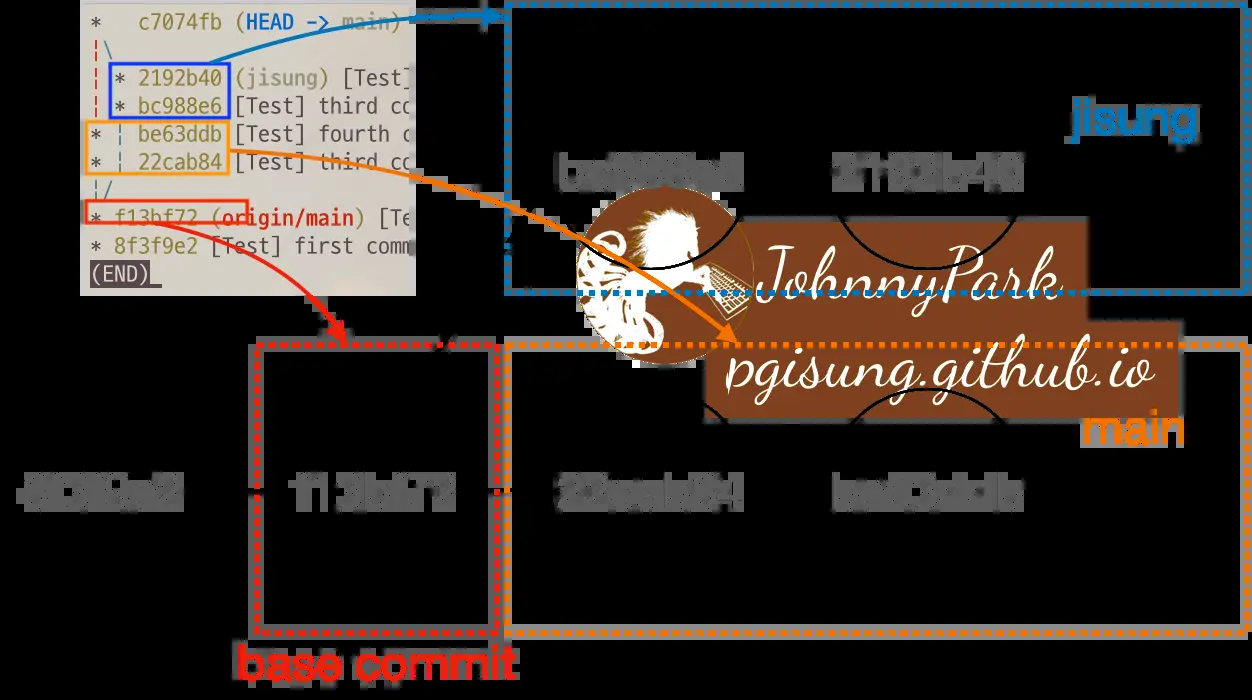 * c7074fb (HEAD -> main)
|\
| * 2192b40 (jisung) [Test]
| * bc988e6 [Test] third co
* | be63ddb [Test] fourth c
* | 22cab84 [Test] third co
|/
* f13bf72 (origin/main) [Te
* 8f3f9e2 [Test] first comm
(END)
jisung
bc988e6 2192b40
JohnnyPark
pgisung.github.io
main
8f3f9e2 f13bf72 22cab84 be63ddb
base commit